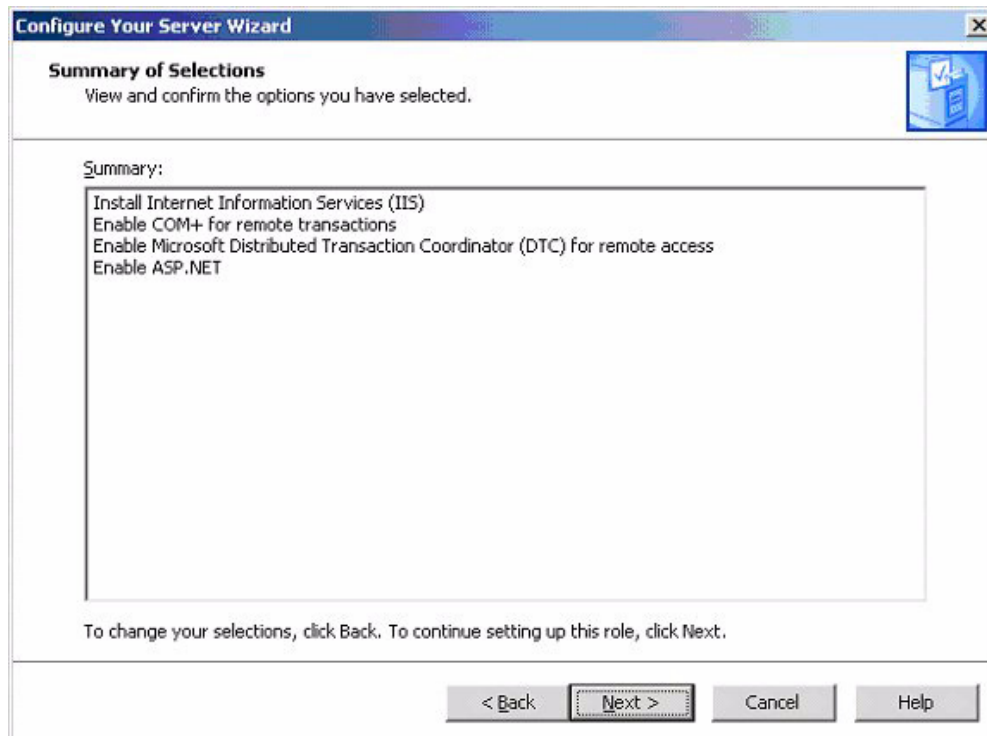 Configure Your Server Wizard
Summary of Selections
View and confirm the options you have selected.
Summary:
Install Internet Information Services (IIS)
Enable COM+ for remote transactions
Enable Microsoft Distributed Transaction Coordinator (DTC) for remote access
Enable ASP.NET
To change your selections, click Back. To continue setting up this role, click Next.
< Back Next > Cancel Help